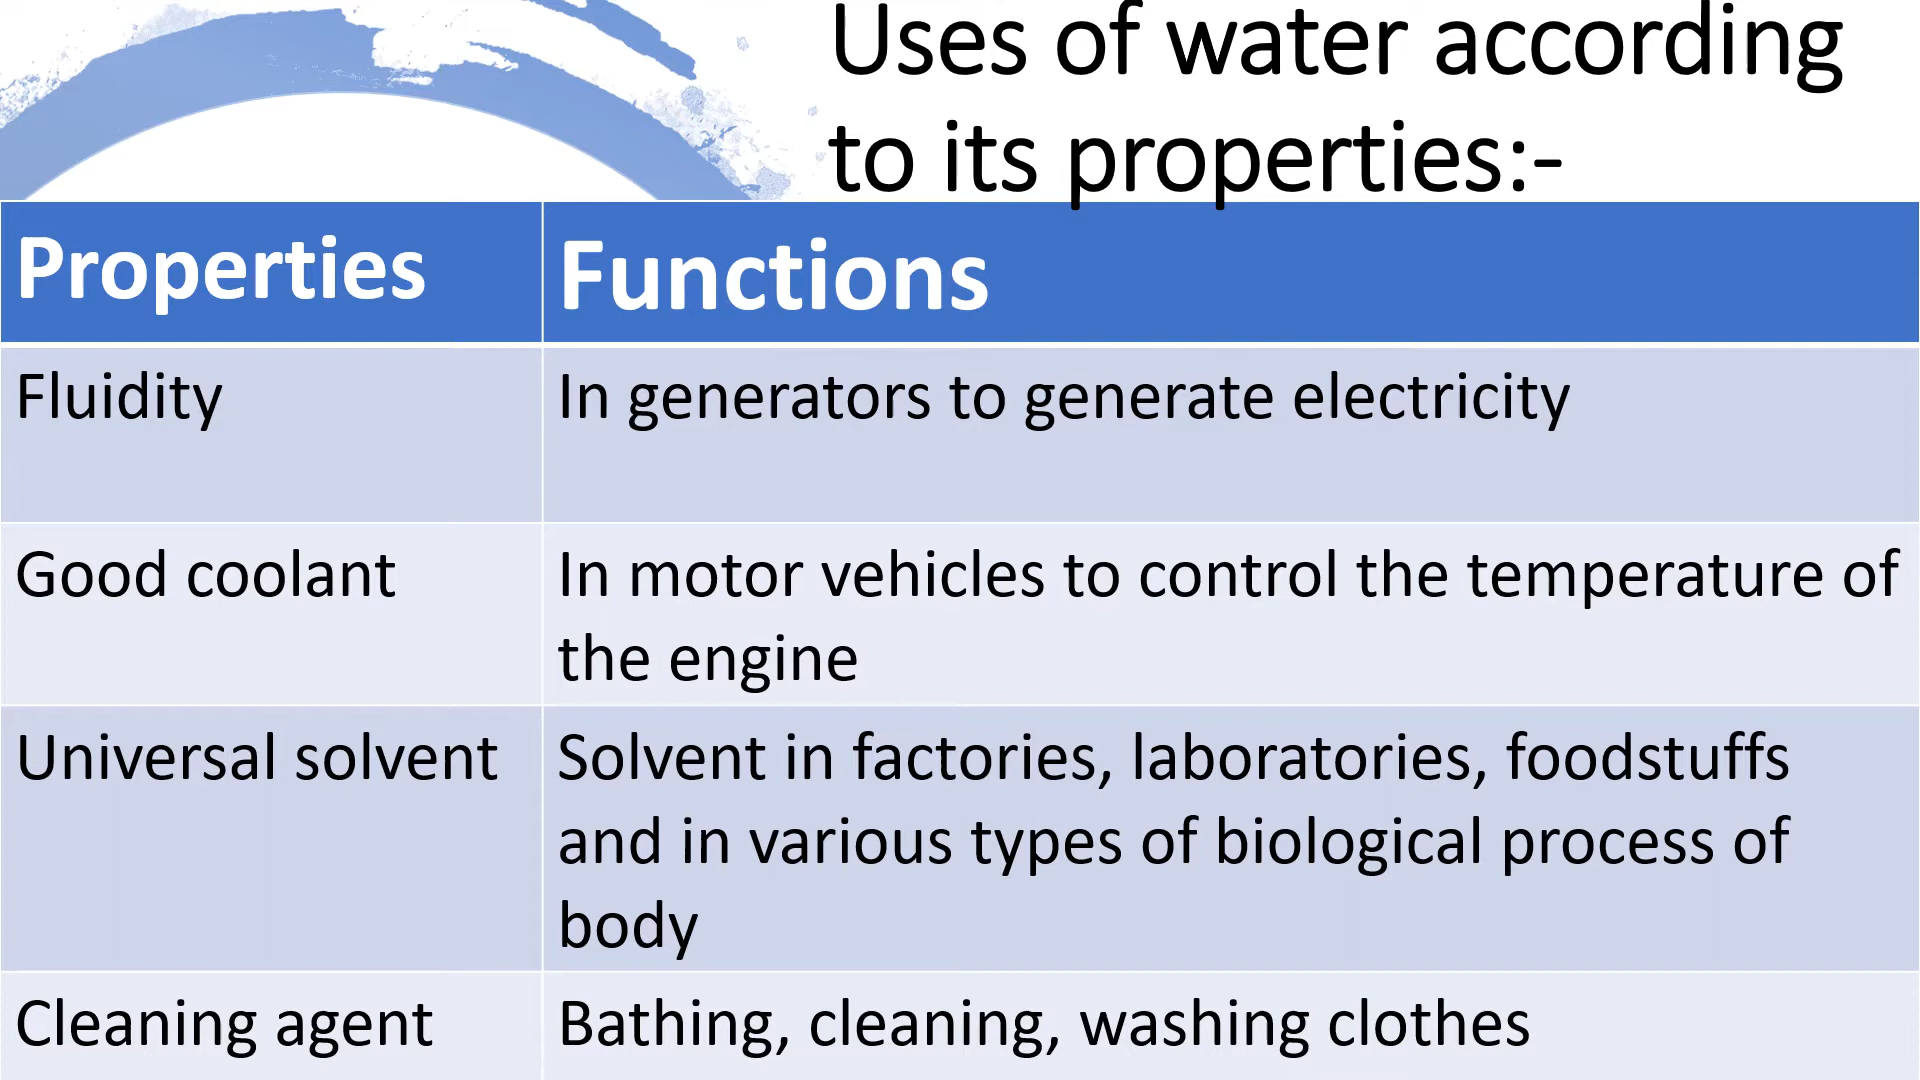 Uses of water according
to its properties:-
Properties
Functions
Fluidity
In generators to generate electricity
Good coolant
In motor vehicles to control the temperature of
the engine
Universal solvent
Solvent in factories, laboratories, foodstuffs
and in various types of biological process of
body
Cleaning agent
Bathing, cleaning, washing clothes